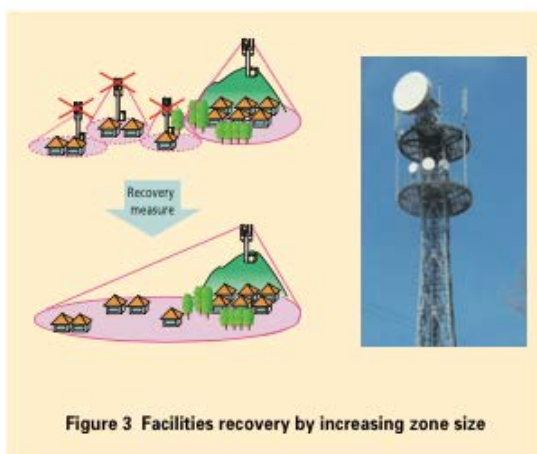 Recovery
measure
Figure 3 Facilities recovery by increasing zone size